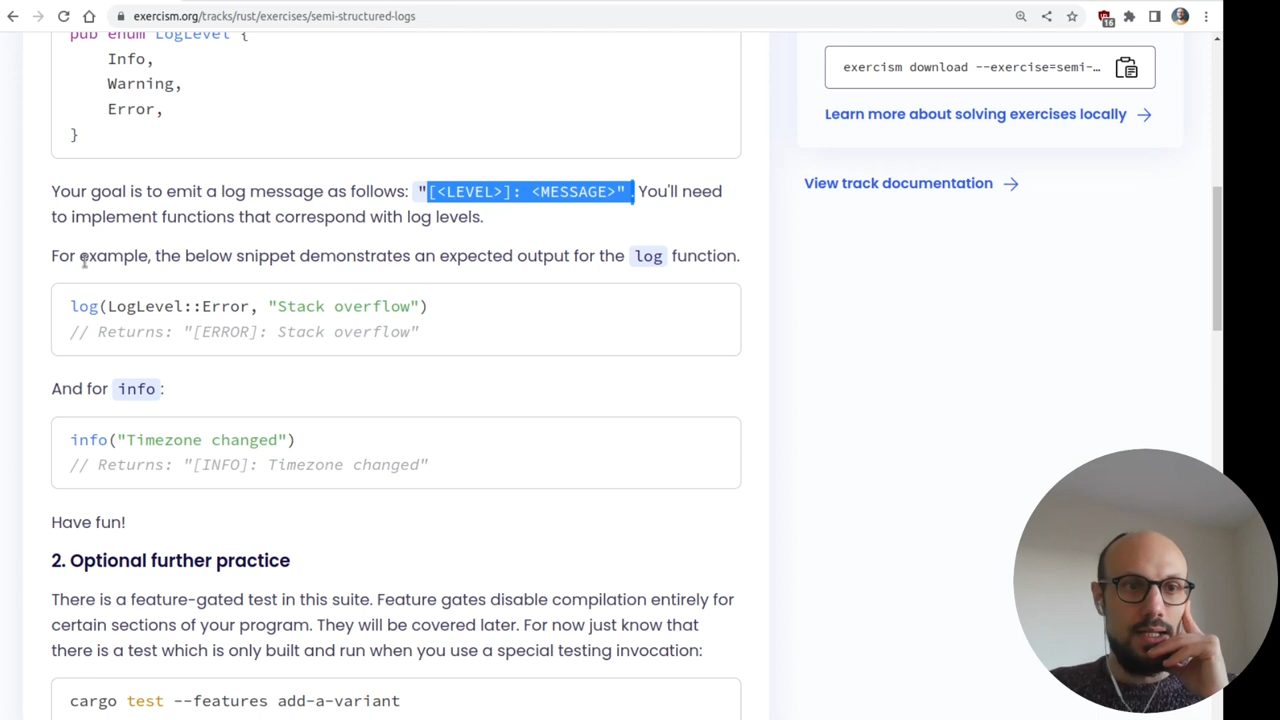 exercism.org/tracks/rust/exercises/semi-structured-logs
16
pub enum LogLevel {
Info,
Warning,
Error,
}
exercism download --exercise=semi-…
Learn more about solving exercises locally
View track documentation
Your goal is to emit a log message as follows: "[<LEVEL>]: <MESSAGE>" . You'll need
to implement functions that correspond with log levels.
For example, the below snippet demonstrates an expected output for the log function.
log(LogLevel::Error, "Stack overflow")
// Returns: "[ERROR]: Stack overflow"
And for info:
info("Timezone changed")
// Returns: "[INFO]: Timezone changed"
Have fun!
2. Optional further practice
There is a feature-gated test in this suite. Feature gates disable compilation entirely for
certain sections of your program. They will be covered later. For now just know that
there is a test which is only built and run when you use a special testing invocation:
cargo test --features add-a-variant